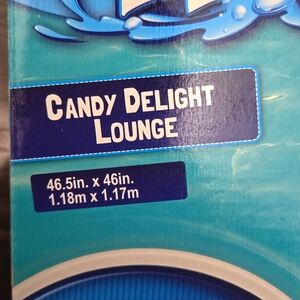 CANDY DELIGHT
LOUNGE
46.5in. x 46in.
1.18m x 1.17m